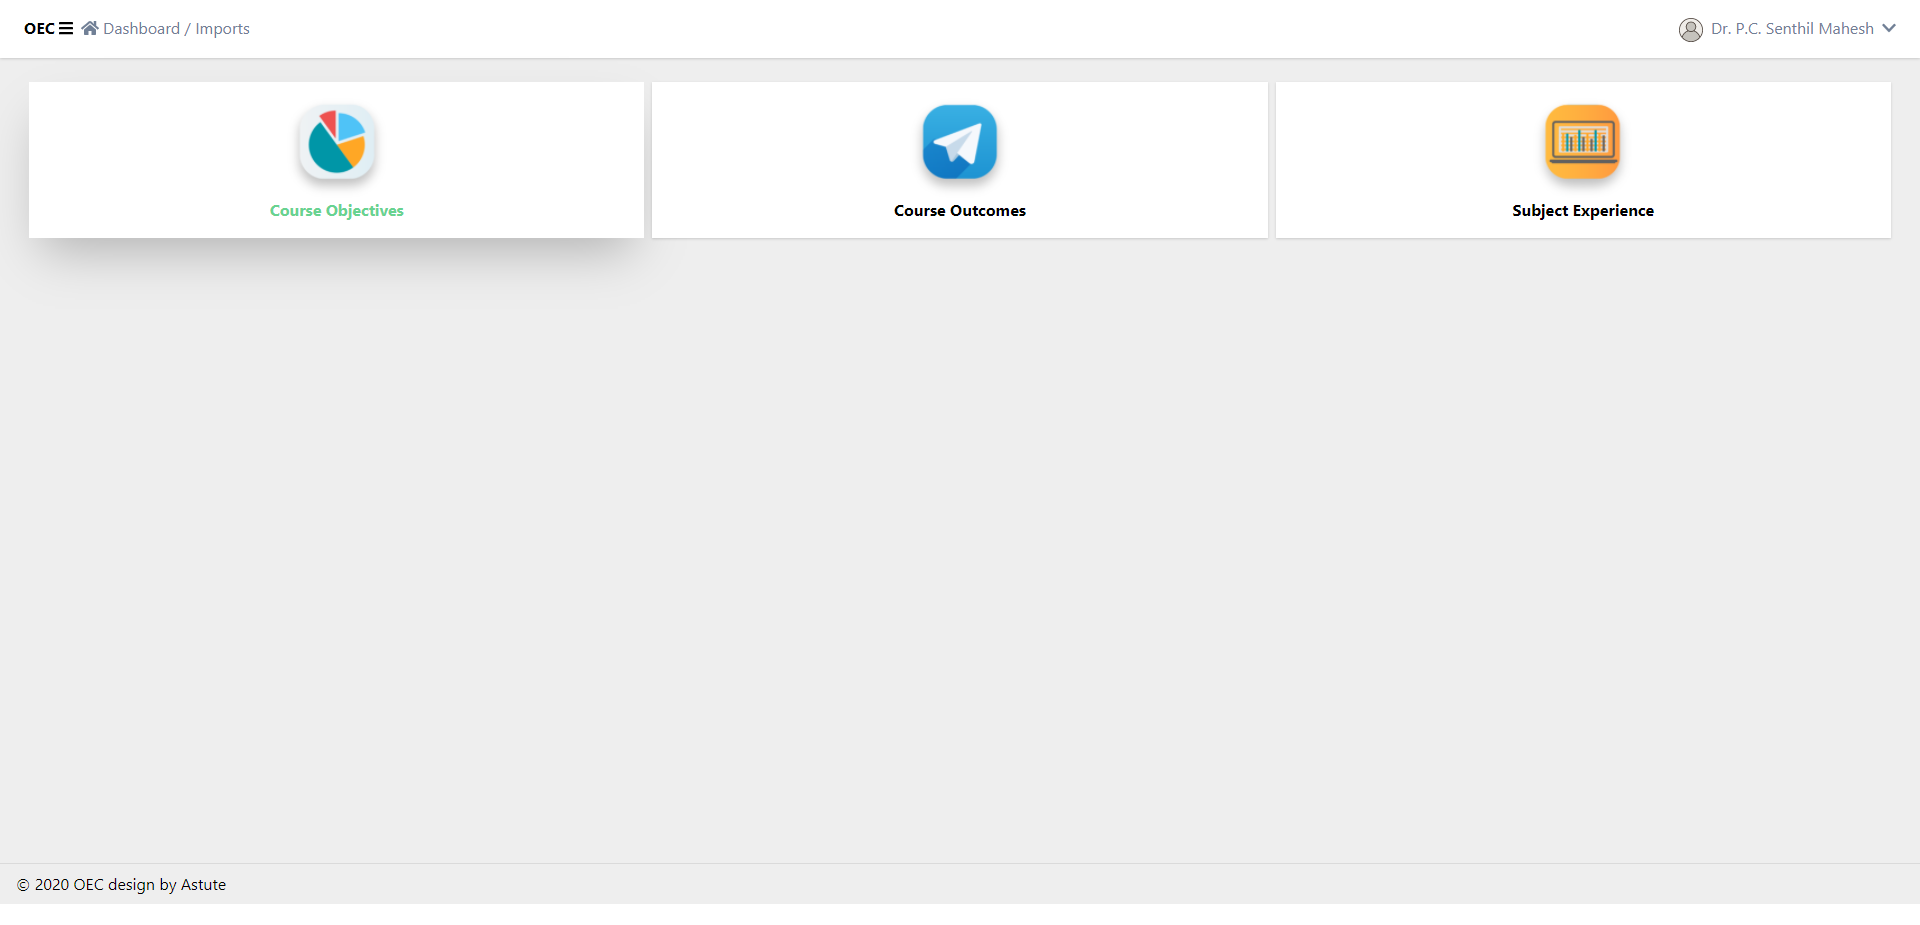 OEC Dashboard / Imports
Dr. P.C. Senthil Mahesh
Course Objectives
Course Outcomes
Subject Experience
© 2020 OEC design by Astute